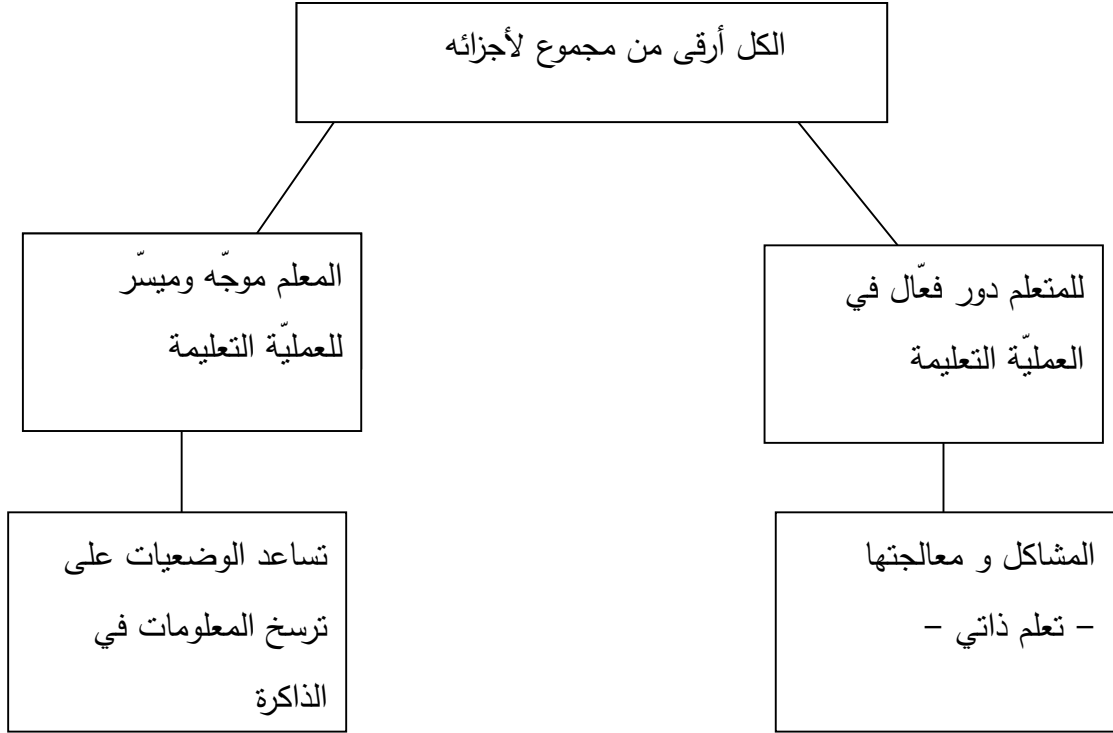 الكل أرقى من مجموع لأجزائه
للمتعلم دور فعّال في
العمليّة التعليمة
المعلم موجّه وميسّر
للعمليّة التعليمة
المشاكل و معالجتها
– تعلم ذاتي –
تساعد الوضعيات على
ترسخ المعلومات في
الذاكرة